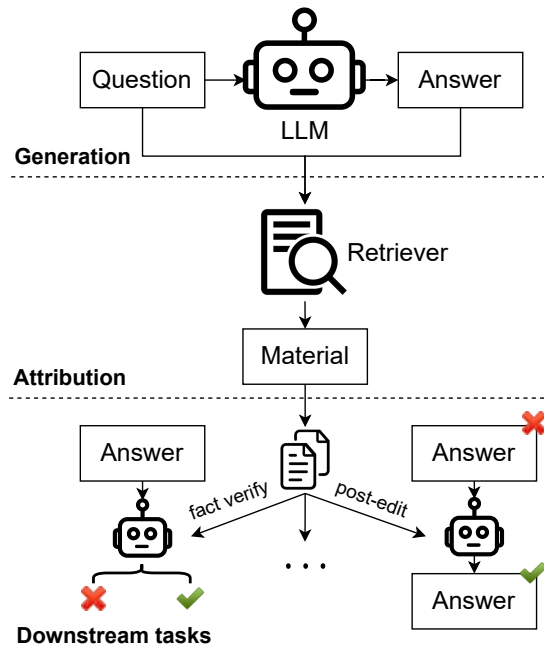 Question
Answer
LLM
Generation
Retriever
Material
Attribution
Answer
Answer
fact verify
post-edit
...
Answer
Downstream tasks